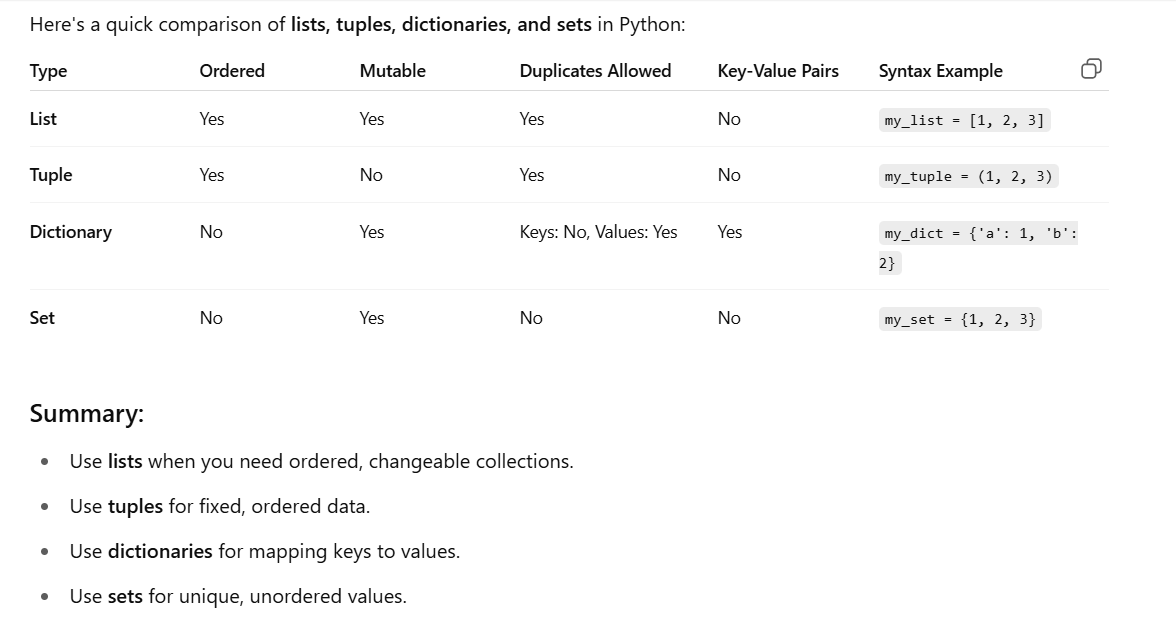 Here's a quick comparison of lists, tuples, dictionaries, and sets in Python:
Type Ordered Mutable Duplicates Allowed Key-Value Pairs Syntax Example
List Yes Yes Yes No my_list = [1, 2, 3]
Tuple Yes No Yes No my_tuple = (1, 2, 3)
Dictionary No Yes Keys: No, Values: Yes Yes my_dict = {'a': 1, 'b':
2}
Set No Yes No No my_set = {1, 2, 3}
Summary:
• Use lists when you need ordered, changeable collections.
• Use tuples for fixed, ordered data.
• Use dictionaries for mapping keys to values.
• Use sets for unique, unordered values.